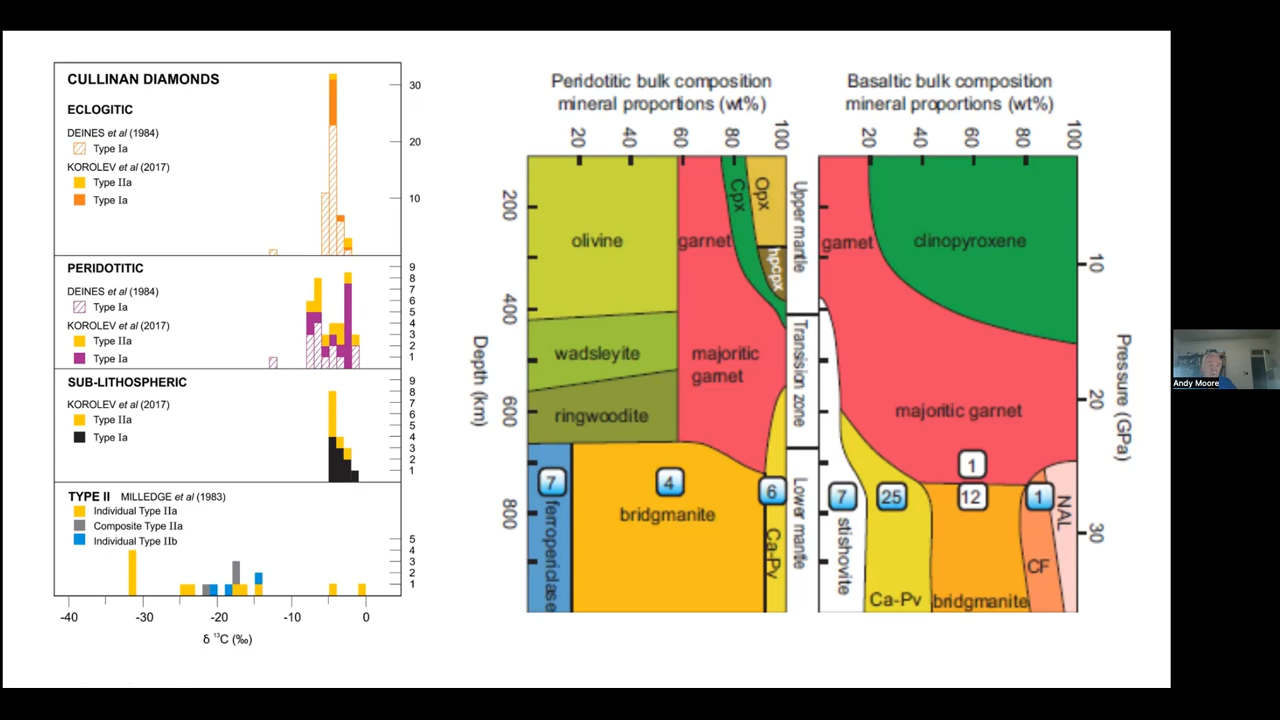 CULLINAN DIAMONDS
ECLOGITIC
DEINES et al (1984)
Type Ia
KOROLEV et al (2017)
Type IIa
Type Ia
30
20
10
PERIDOTITIC
DEINES et al (1984)
Type Ia
KOROLEV et al (2017)
Type IIa
Type Ia
9
8
7
6
5
4
3
2
1
SUB-LITHOSPHERIC
KOROLEV et al (2017)
Type IIa
Type Ia
9
8
7
6
5
4
3
2
1
TYPE II MILLEDGE et al (1983)
Individual Type IIa
Composite Type IIa
Individual Type IIb
5
4
3
2
1
-40 -30 -20 -10 0
δ 13C (‰)
Peridotitic bulk composition
mineral proportions (wt%)
20 40 60 80 100
Depth (km)
200
400
600
800
olivine
garnet
Cpx
Opx
hpcpx
wadsleyite
majoritic
garnet
ringwoodite
7
4
6
bridgmanite
ferropericlase
Ca-Pv
Upper mantle
Transision zone
Lower mantle
Basaltic bulk composition
mineral proportions (wt%)
20 40 60 80 100
garnet
clinopyroxene
majoritic garnet
1
7
25
12
1
stishovite
Ca-Pv
bridgmanite
CF
NAL
10
20
30
Pressure (GPa)
Andy Moore